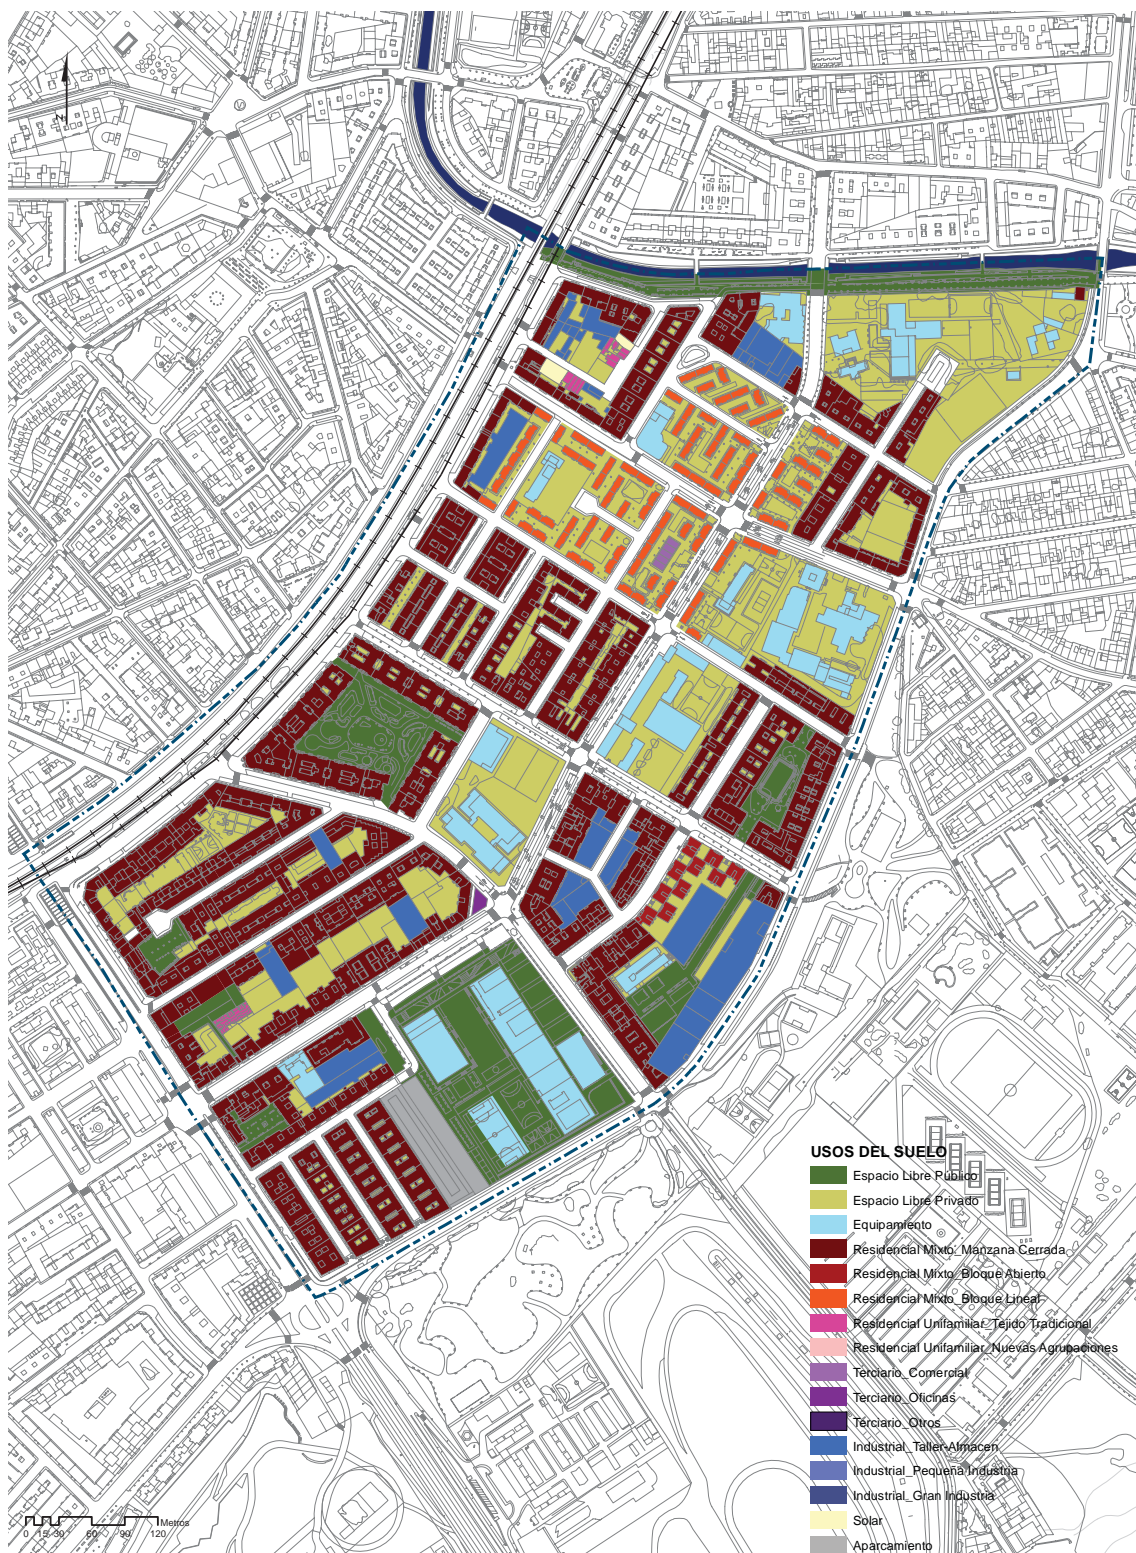 N
USOS DEL SUELO
Espacio Libre Público
Espacio Libre Privado
Equipamiento
Residencial Mixto_Manzana Cerrada
Residencial Mixto_Bloque Abierto
Residencial Mixto_Bloque Lineal
Residencial Unifamiliar_Tejido Tradicional
Residencial Unifamiliar_Nuevas Agrupaciones
Terciario_Comercial
Terciario_Oficinas
Terciario_Otros
Industrial_Taller-Almacen
Industrial_Pequeña Industria
Industrial_Gran Industria
Solar
Aparcamiento
Metros
0 15 30 60 90 120